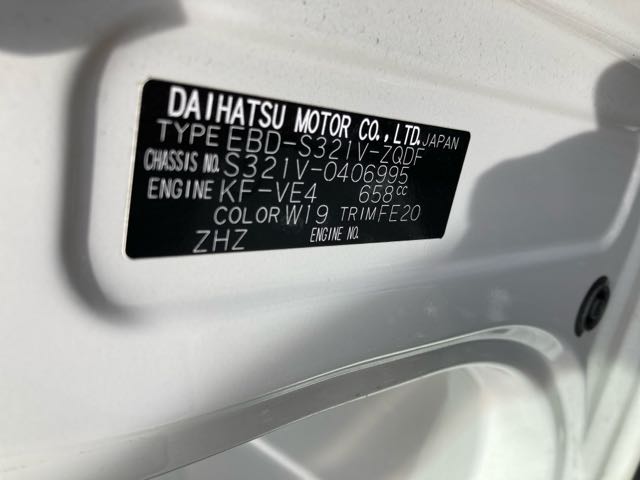 DAIHATSU MOTOR CO.,LTD. JAPAN
TYPE EBD-S321V-ZQDF
CHASSIS NO. S321V-0406995
ENGINE KF-VE4 658cc
COLOR W19 TRIM FE20
ZHZ ENGINE NO.